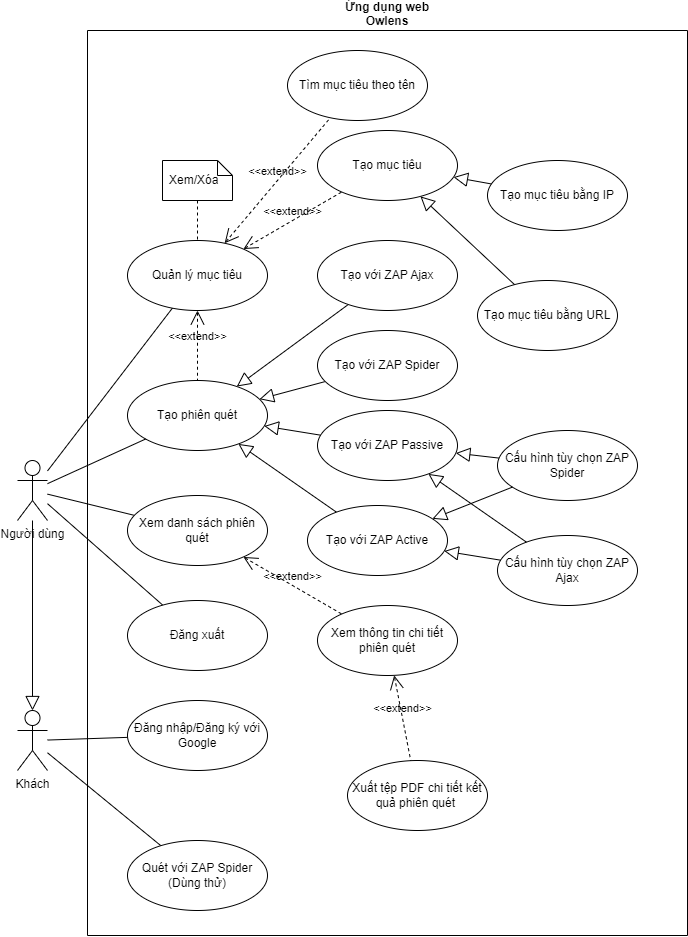 Ứng dụng web
Owlens
Tìm mục tiêu theo tên
<<extend>>
Tạo mục tiêu
Xem/Xóa
Tạo mục tiêu bằng IP
<<extend>>
Quản lý mục tiêu
Tạo với ZAP Ajax
Tạo mục tiêu bằng URL
<<extend>>
Tạo với ZAP Spider
Tạo phiên quét
Tạo với ZAP Passive
Cấu hình tùy chọn ZAP
Spider
Người dùng
Xem danh sách phiên
quét
Tạo với ZAP Active
Cấu hình tùy chọn ZAP
Ajax
<<extend>>
Đăng xuất
Xem thông tin chi tiết
phiên quét
<<extend>>
Đăng nhập/Đăng ký với
Google
Khách
Xuất tệp PDF chi tiết kết
quả phiên quét
Quét với ZAP Spider
(Dùng thử)